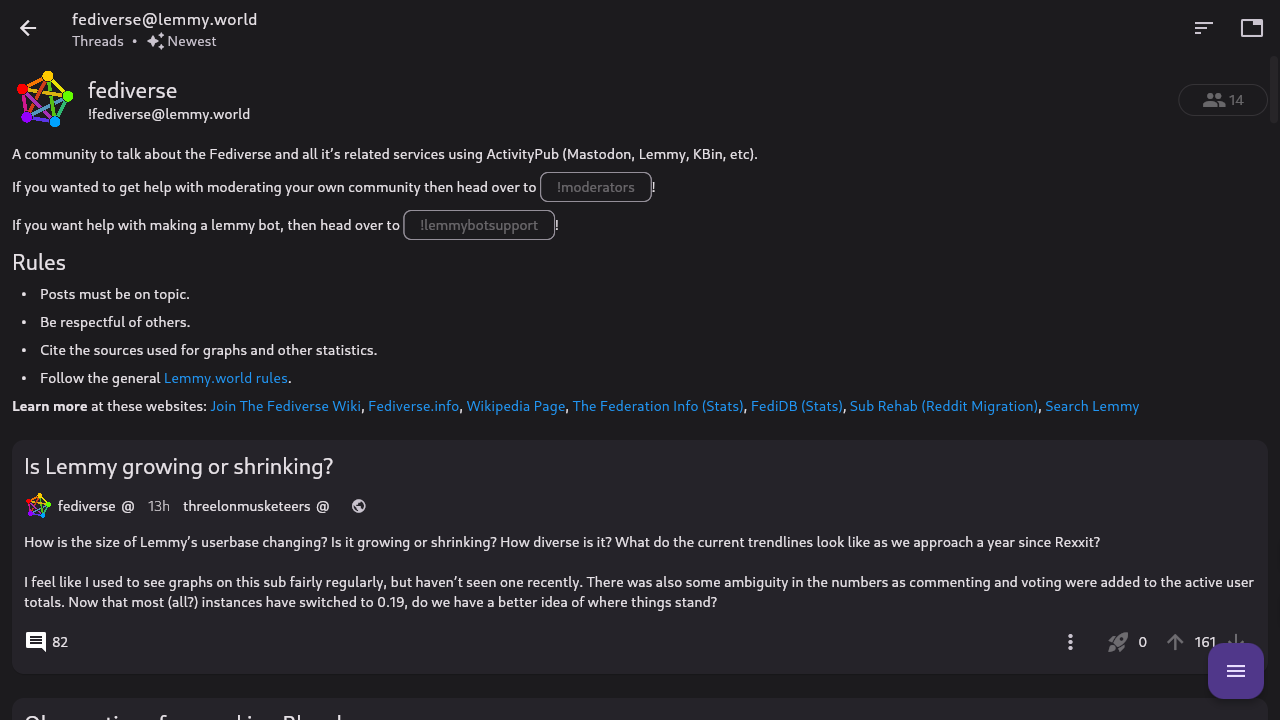 fediverse@lemmy.world
Threads • Newest
fediverse
!fediverse@lemmy.world
14
A community to talk about the Fediverse and all it’s related services using ActivityPub (Mastodon, Lemmy, KBin, etc).
If you wanted to get help with moderating your own community then head over to !moderators!
If you want help with making a lemmy bot, then head over to !lemmybotsupport!
Rules
• Posts must be on topic.
• Be respectful of others.
• Cite the sources used for graphs and other statistics.
• Follow the general Lemmy.world rules.
Learn more at these websites: Join The Fediverse Wiki, Fediverse.info, Wikipedia Page, The Federation Info (Stats), FediDB (Stats), Sub Rehab (Reddit Migration), Search Lemmy
Is Lemmy growing or shrinking?
fediverse @ 13h threelonmusketeers @
How is the size of Lemmy’s userbase changing? Is it growing or shrinking? How diverse is it? What do the current trendlines look like as we approach a year since Rexxit?
I feel like I used to see graphs on this sub fairly regularly, but haven’t seen one recently. There was also some ambiguity in the numbers as commenting and voting were added to the active user
totals. Now that most (all?) instances have switched to 0.19, do we have a better idea of where things stand?
82
0 161